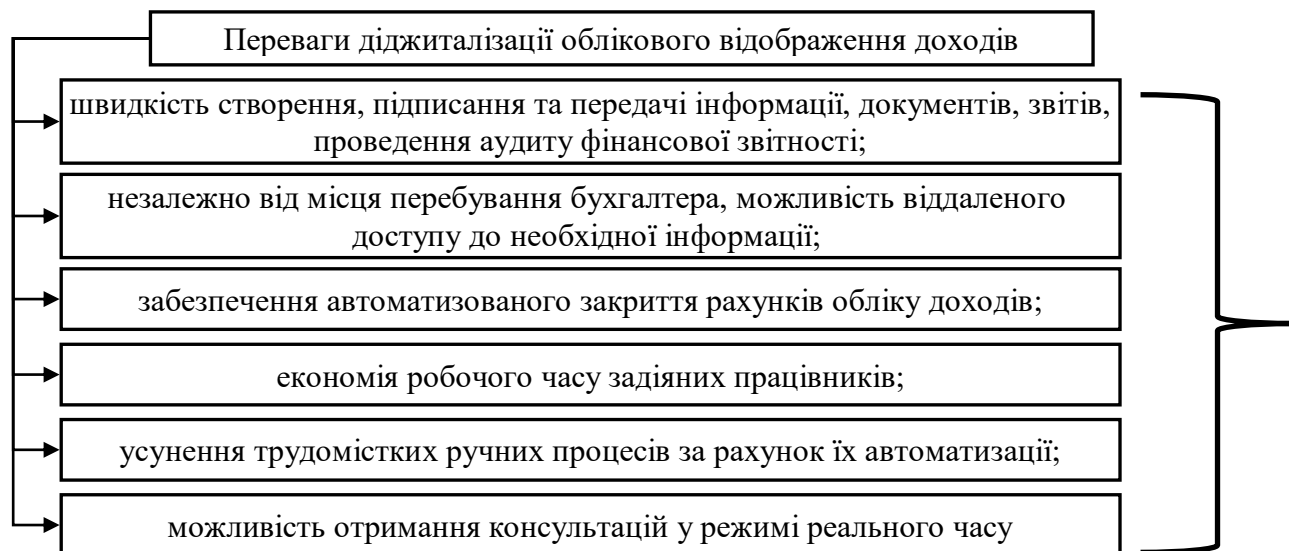 Переваги діджиталізації облікового відображення доходів
швидкість створення, підписання та передачі інформації, документів, звітів,
проведення аудиту фінансової звітності;
незалежно від місця перебування бухгалтера, можливість віддаленого
доступу до необхідної інформації;
забезпечення автоматизованого закриття рахунків обліку доходів;
економія робочого часу задіяних працівників;
усунення трудомістких ручних процесів за рахунок їх автоматизації;
можливість отримання консультацій у режимі реального часу